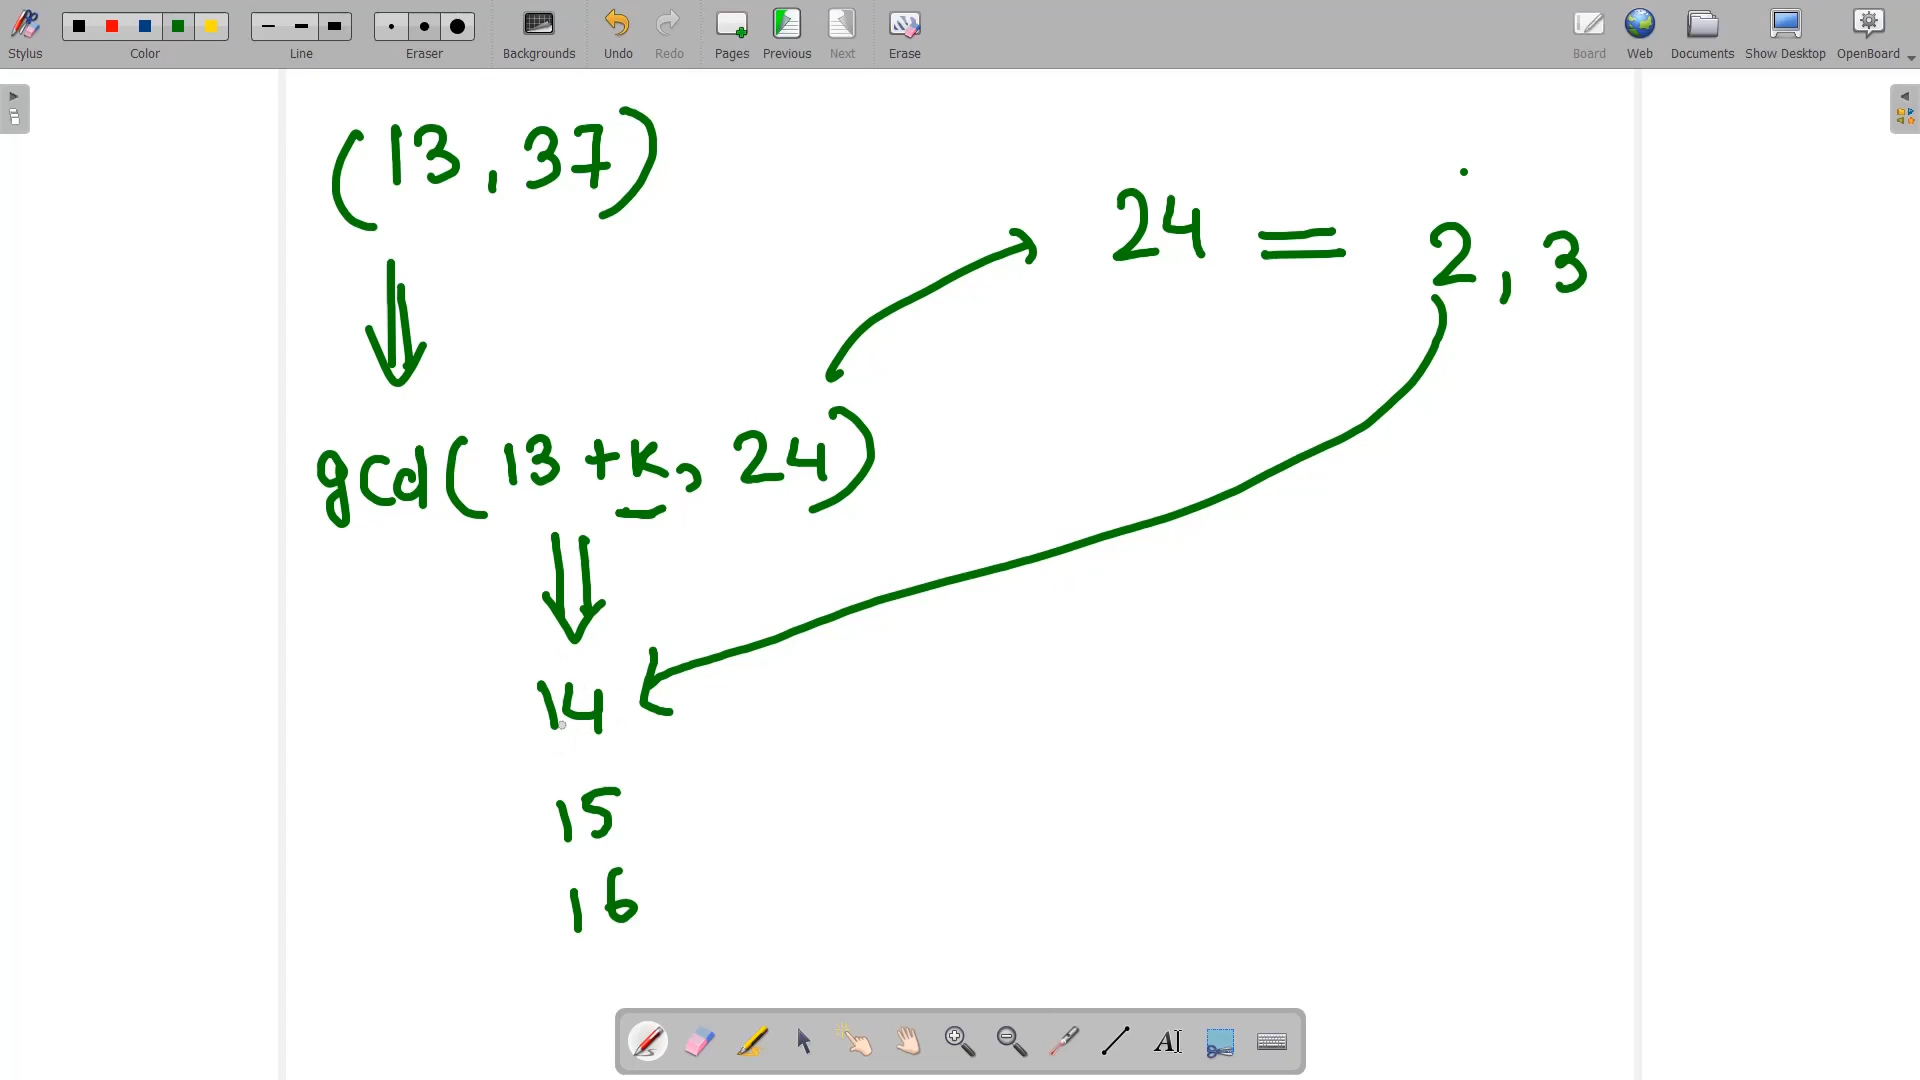 Stylus Color Line Eraser Backgrounds Undo Redo Pages Previous Next Erase Board Web Documents Show Desktop OpenBoard
(13, 37)
24 = 2, 3
gcd(13+k, 24)
14
15
16
AI